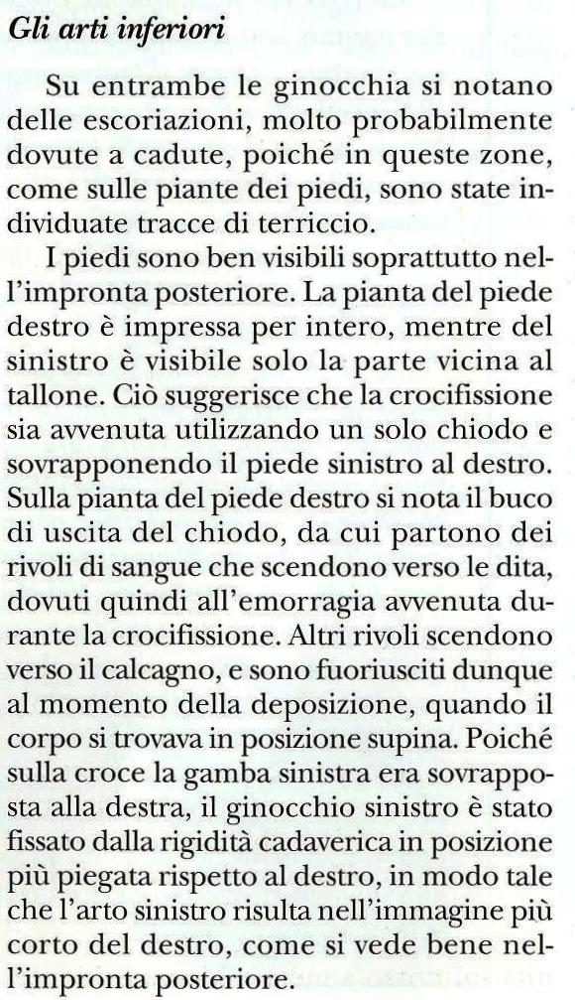 Gli arti inferiori
Su entrambe le ginocchia si notano
delle escoriazioni, molto probabilmente
dovute a cadute, poiché in queste zone,
come sulle piante dei piedi, sono state in-
dividuate tracce di terriccio.
I piedi sono ben visibili soprattutto nel-
l'impronta posteriore. La pianta del piede
destro è impressa per intero, mentre del
sinistro è visibile solo la parte vicina al
tallone. Ciò suggerisce che la crocifissione
sia avvenuta utilizzando un solo chiodo e
sovrapponendo il piede sinistro al destro.
Sulla pianta del piede destro si nota il buco
di uscita del chiodo, da cui partono dei
rivoli di sangue che scendono verso le dita,
dovuti quindi all'emorragia avvenuta du-
rante la crocifissione. Altri rivoli scendono
verso il calcagno, e sono fuoriusciti dunque
al momento della deposizione, quando il
corpo si trovava in posizione supina. Poiché
sulla croce la gamba sinistra era sovrappo-
sta alla destra, il ginocchio sinistro è stato
fissato dalla rigidità cadaverica in posizione
più piegata rispetto al destro, in modo tale
che l'arto sinistro risulta nell'immagine più
corto del destro, come si vede bene nel-
l'impronta posteriore.